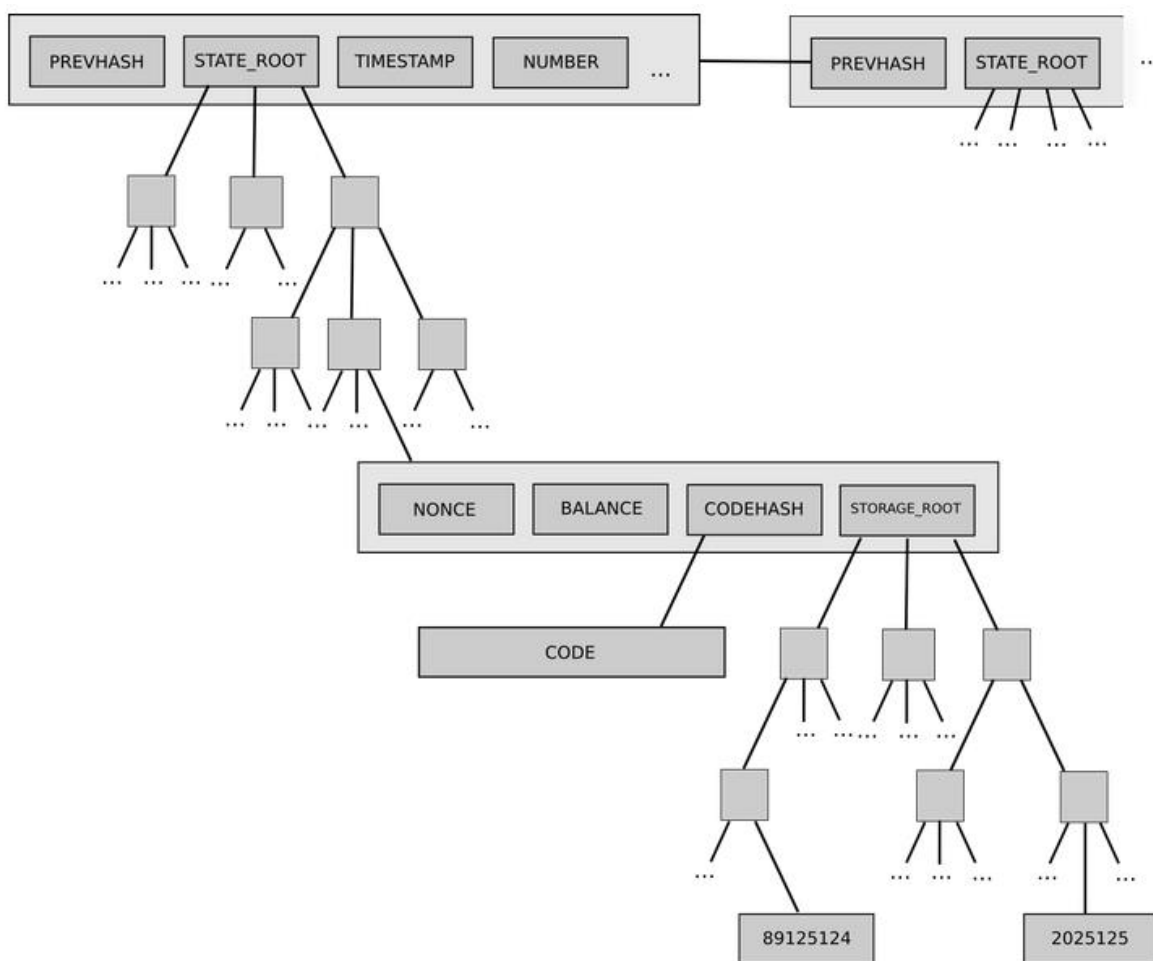 PREVHASH STATE_ROOT TIMESTAMP NUMBER ... PREVHASH STATE_ROOT ...
... ... ... ...
... ... ... ... ...
... ... ... ... ... ... ...
NONCE BALANCE CODEHASH STORAGE_ROOT
CODE
... ... ... ... ...
... ... ... ... ... ...
89125124 2025125